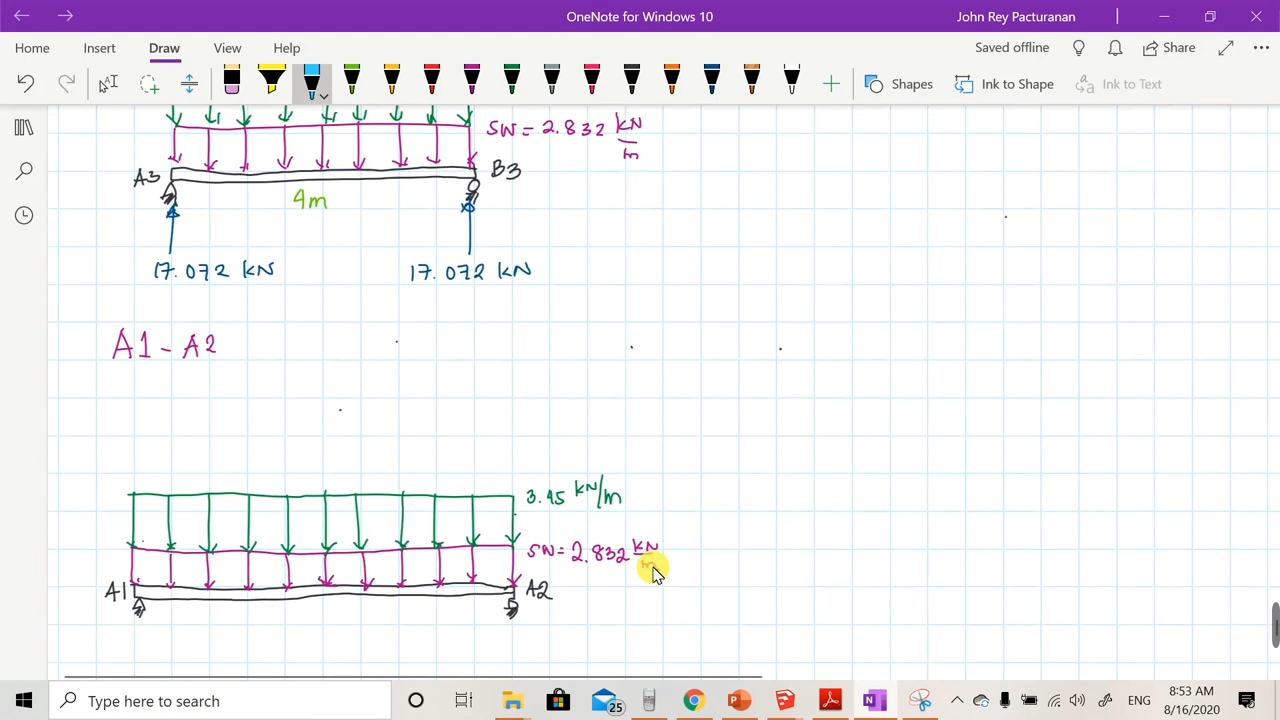 OneNote for Windows 10
John Rey Pacturanan
Home Insert Draw View Help
Saved offline
Share
Shapes
Ink to Shape
Ink to Text
SW = 2.832 KN/m
A3
B3
4m
17.072 KN
17.072 KN
A1 - A2
3.45 KN/m
SW = 2.832 KN/m
A1
A2
Type here to search
25
ENG
8:53 AM
8/16/2020